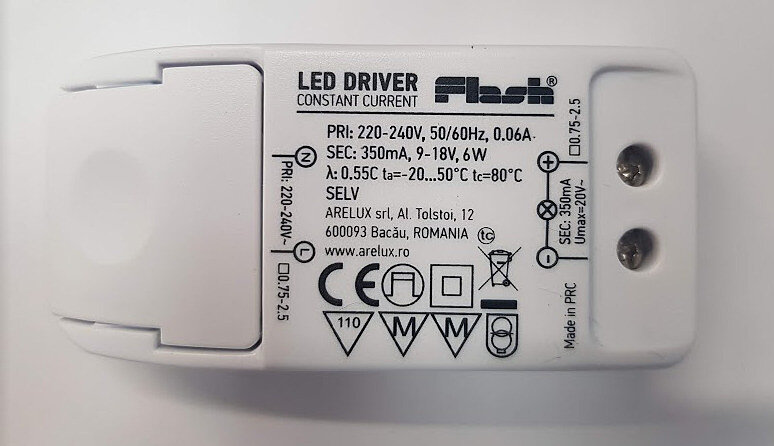 LED DRIVER
CONSTANT CURRENT
Flash®
PRI: 220-240V, 50/60Hz, 0.06A
SEC: 350mA, 9-18V, 6W
λ: 0.55C ta=-20...50°C tc=80°C
SELV
ARELUX srl, Al. Tolstoi, 12
600093 Bacău, ROMANIA tc
www.arelux.ro
CE
110 M M
N
PRI: 220-240V~
L
□0.75-2.5
+
-
SEC: 350mA
Umax=20V~
□0.75-2.5
Made in PRC